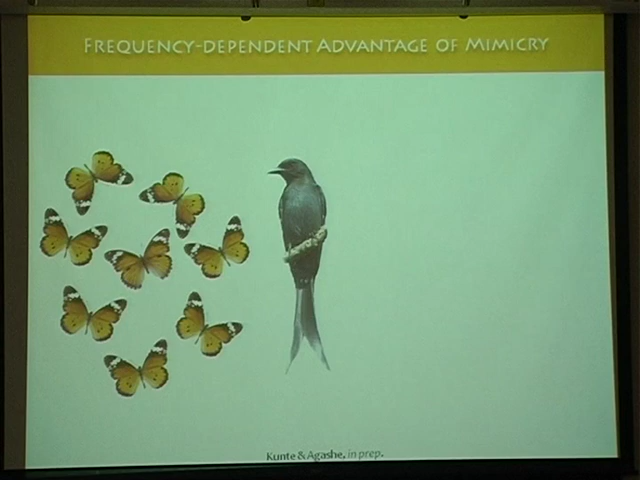 FREQUENCY-DEPENDENT ADVANTAGE OF MIMICRY
Kunte & Agashe, in prep.